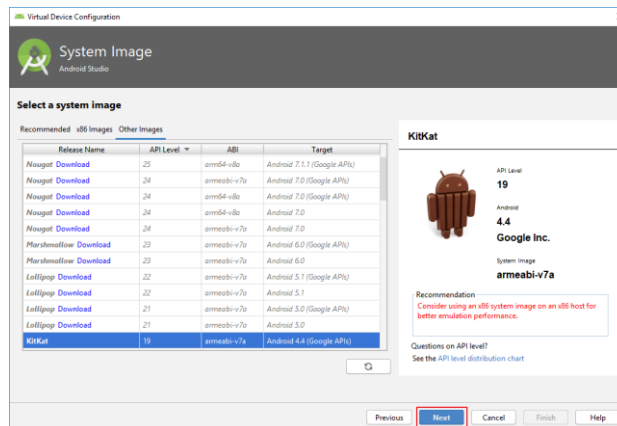 Virtual Device Configuration
System Image
Android Studio
Select a system image
Recommended x86 Images Other Images
Release Name API Level ABI Target
Nougat Download 25 arm64-v8a Android 7.1.1 (Google APIs)
Nougat Download 24 armeabi-v7a Android 7.0 (Google APIs)
Nougat Download 24 arm64-v8a Android 7.0 (Google APIs)
Nougat Download 24 arm64-v8a Android 7.0
Nougat Download 24 armeabi-v7a Android 7.0
Marshmallow Download 23 armeabi-v7a Android 6.0 (Google APIs)
Marshmallow Download 23 armeabi-v7a Android 6.0
Lollipop Download 22 armeabi-v7a Android 5.1 (Google APIs)
Lollipop Download 22 armeabi-v7a Android 5.1
Lollipop Download 21 armeabi-v7a Android 5.0 (Google APIs)
Lollipop Download 21 armeabi-v7a Android 5.0
KitKat 19 armeabi-v7a Android 4.4 (Google APIs)
KitKat
API Level
19
Android
4.4
Google Inc.
System Image
armeabi-v7a
Recommendation
Consider using an x86 system image on an x86 host for
better emulation performance.
Questions on API level?
See the API level distribution chart
Previous Next Cancel Finish Help